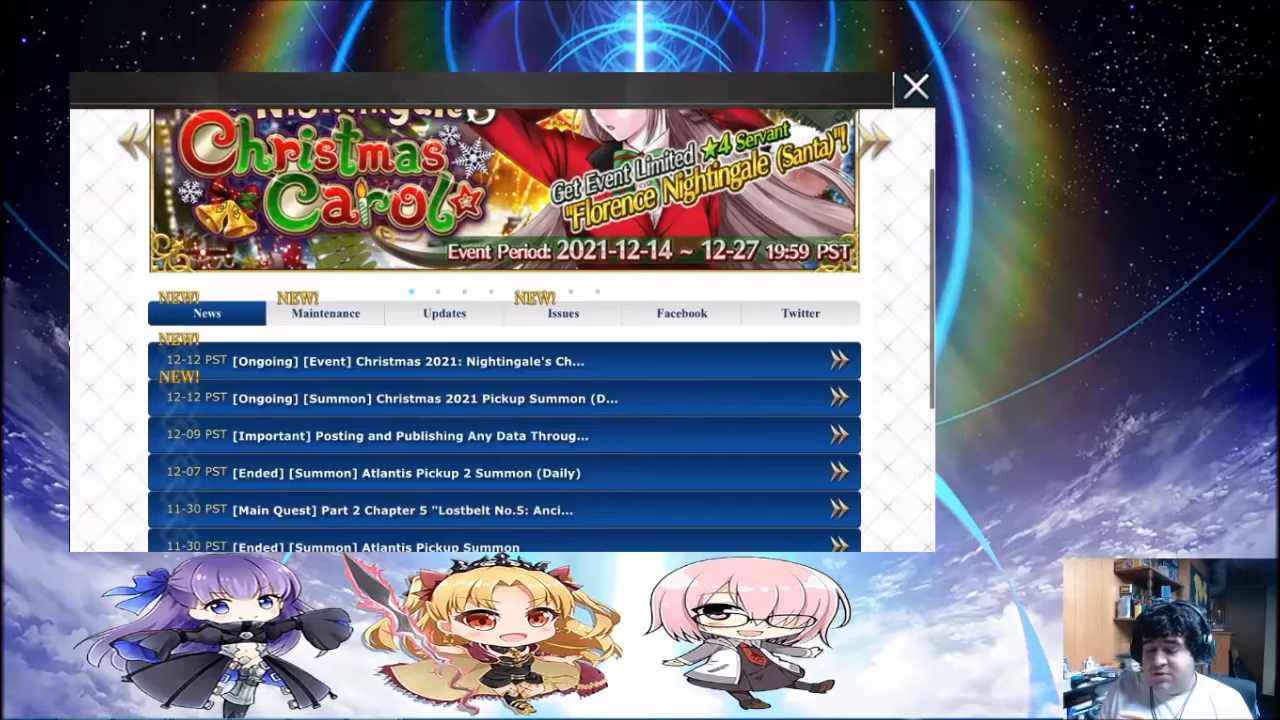 Nightingale's
Christmas
Carol
Get Event Limited ★4 Servant
"Florence Nightingale (Santa)"!
Event Period: 2021-12-14 ~ 12-27 19:59 PST
NEW! NEW! NEW!
News Maintenance Updates Issues Facebook Twitter
NEW!
12-12 PST [Ongoing] [Event] Christmas 2021: Nightingale's Ch...
NEW!
12-12 PST [Ongoing] [Summon] Christmas 2021 Pickup Summon (D...
12-09 PST [Important] Posting and Publishing Any Data Throug...
12-07 PST [Ended] [Summon] Atlantis Pickup 2 Summon (Daily)
11-30 PST [Main Quest] Part 2 Chapter 5 "Lostbelt No.5: Anci...
11-30 PST [Ended] [Summon] Atlantis Pickup Summon